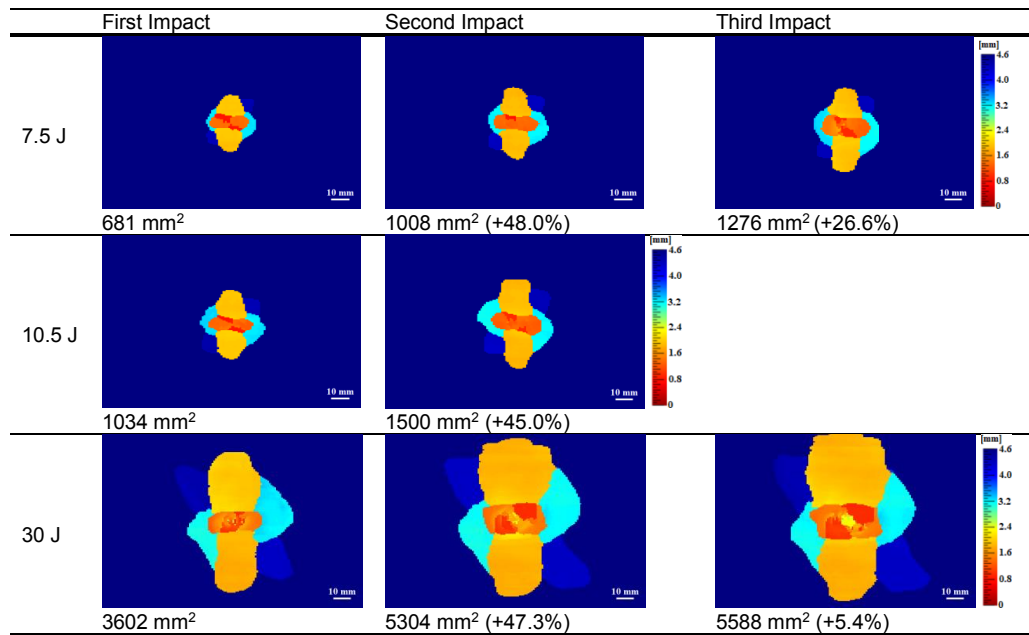 First Impact Second Impact Third Impact
7.5 J
10 mm
10 mm
10 mm
[mm]
4.6
4.0
3.2
2.4
1.6
0.8
0
681 mm² 1008 mm² (+48.0%) 1276 mm² (+26.6%)
10.5 J
10 mm
10 mm
[mm]
4.6
4.0
3.2
2.4
1.6
0.8
0
1034 mm² 1500 mm² (+45.0%)
30 J
10 mm
10 mm
10 mm
[mm]
4.6
4.0
3.2
2.4
1.6
0.8
0
3602 mm² 5304 mm² (+47.3%) 5588 mm² (+5.4%)